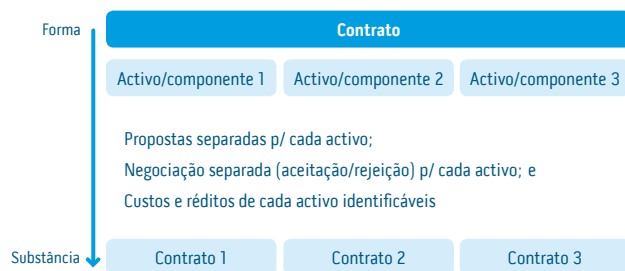 Forma
Contrato
Activo/componente 1 Activo/componente 2 Activo/componente 3
Propostas separadas p/ cada activo;
Negociação separada (aceitação/rejeição) p/ cada activo; e
Custos e réditos de cada activo identificáveis
Substância
Contrato 1 Contrato 2 Contrato 3